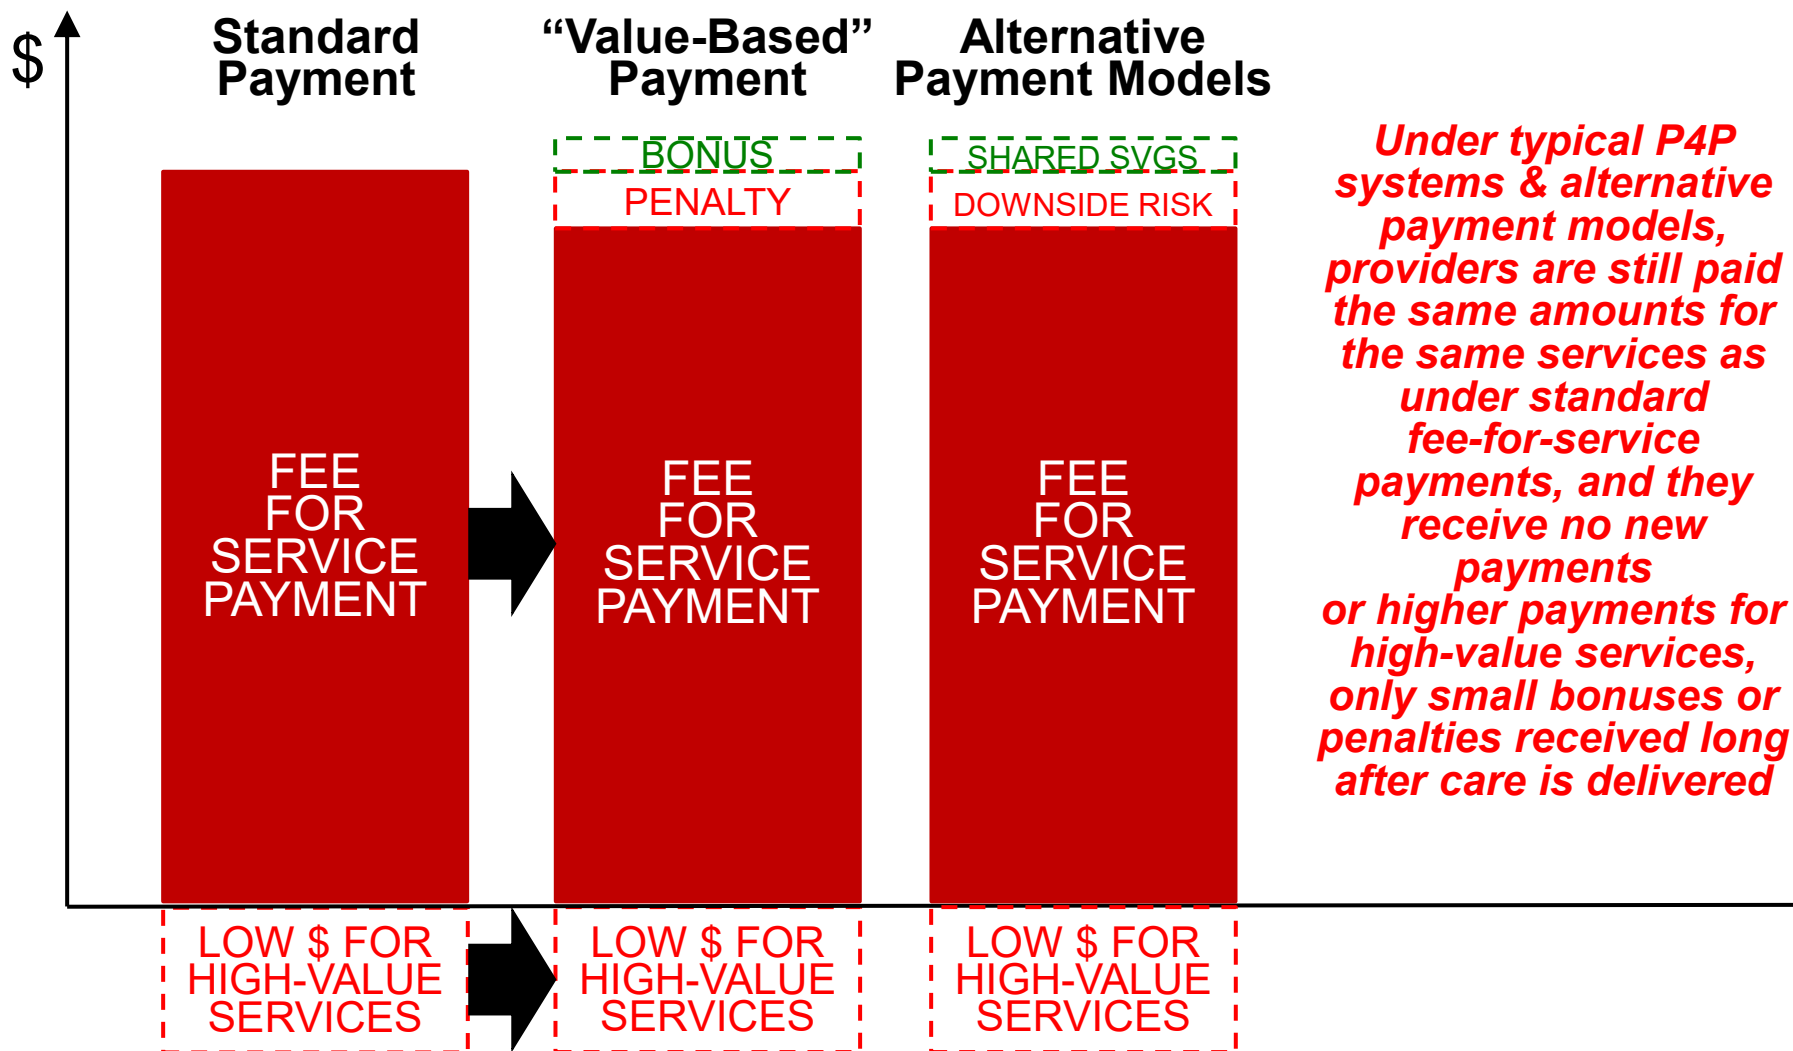 $
Standard
Payment
“Value-Based”
Payment
Alternative
Payment Models
BONUS
PENALTY
SHARED SVGS
DOWNSIDE RISK
FEE
FOR
SERVICE
PAYMENT
FEE
FOR
SERVICE
PAYMENT
FEE
FOR
SERVICE
PAYMENT
LOW $ FOR
HIGH-VALUE
SERVICES
LOW $ FOR
HIGH-VALUE
SERVICES
LOW $ FOR
HIGH-VALUE
SERVICES
Under typical P4P
systems & alternative
payment models,
providers are still paid
the same amounts for
the same services as
under standard
fee-for-service
payments, and they
receive no new
payments
or higher payments for
high-value services,
only small bonuses or
penalties received long
after care is delivered